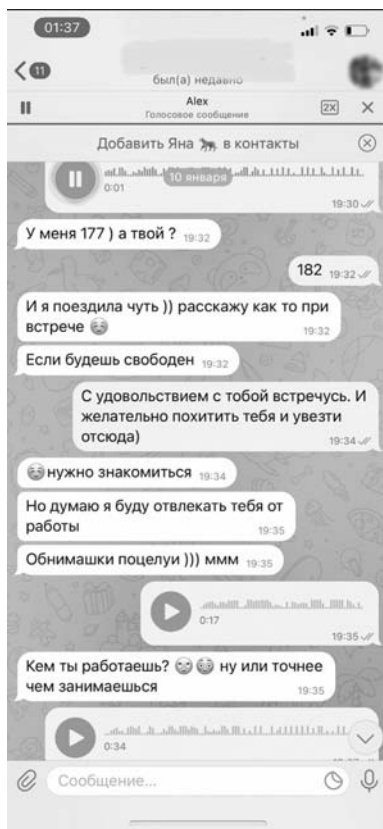 01:37
11
был(а) недавно
Alex
Голосовое сообщение
2X
Добавить Яна 🐎 в контакты
10 января
0:01
19:30
У меня 177 ) а твой ? 19:32
182 19:32
И я поездила чуть )) расскажу как то при
встрече 😂
19:32
Если будешь свободен 19:32
С удовольствием с тобой встречусь. И
желательно похитить тебя и увезти
отсюда)
19:34
нужно знакомиться 19:34
Но думаю я буду отвлекать тебя от
работы
19:35
Обнимашки поцелуи ))) ммм 19:35
0:17
19:35
Кем ты работаешь? ну или точнее
чем занимаешься
19:35
0:34
Сообщение...